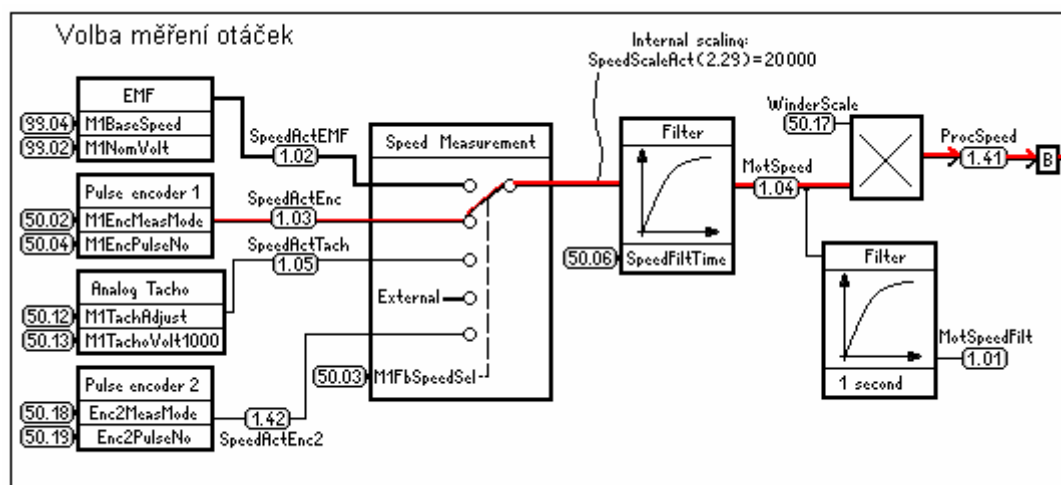 Volba měření otáček
EMF
99.04 M1BaseSpeed
99.02 M1NomVolt
SpeedActEMF
1.02
Pulse encoder 1
50.02 M1EncMeasMode
50.04 M1EncPulseNo
SpeedActEnc
1.03
SpeedActTach
1.05
Analog Tacho
50.12 M1TachAdjust
50.13 M1TachoVolt1000
Pulse encoder 2
50.18 Enc2MeasMode
50.19 Enc2PulseNo
1.42
SpeedActEnc2
Speed Measurement
External
50.03 M1FbSpeedSel
Internal scaling:
SpeedScaleAct(2.29)=20000
Filter
50.06 SpeedFiltTime
MotSpeed
1.04
WinderScale
50.17
ProcSpeed
1.41
B
Filter
1 second
MotSpeedFilt
1.01